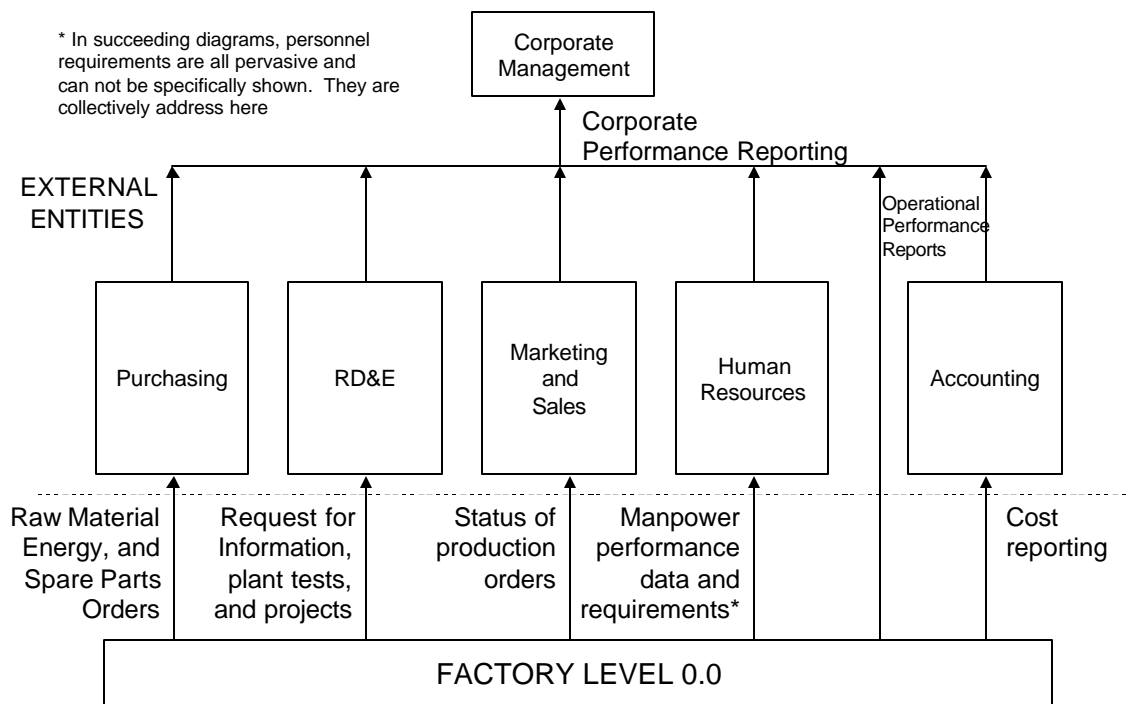 * In succeeding diagrams, personnel
requirements are all pervasive and
can not be specifically shown. They are
collectively address here
Corporate
Management
Corporate
Performance Reporting
EXTERNAL
ENTITIES
Operational
Performance
Reports
Purchasing
RD&E
Marketing
and
Sales
Human
Resources
Accounting
Raw Material
Energy, and
Spare Parts
Orders
Request for
Information,
plant tests,
and projects
Status of
production
orders
Manpower
performance
data and
requirements*
Cost
reporting
FACTORY LEVEL 0.0